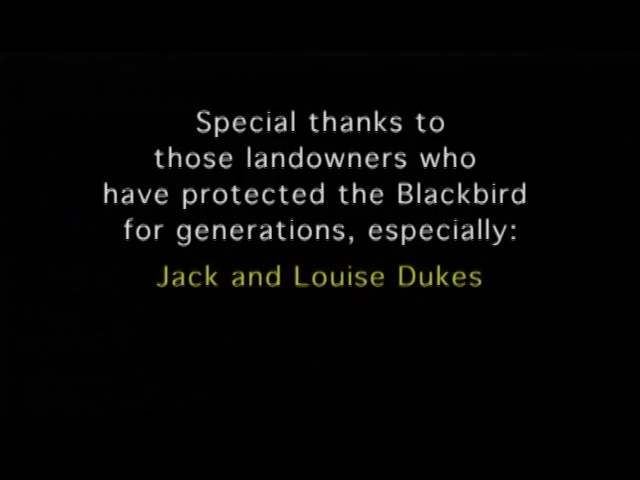 Special thanks to
those landowners who
have protected the Blackbird
for generations, especially:
Jack and Louise Dukes